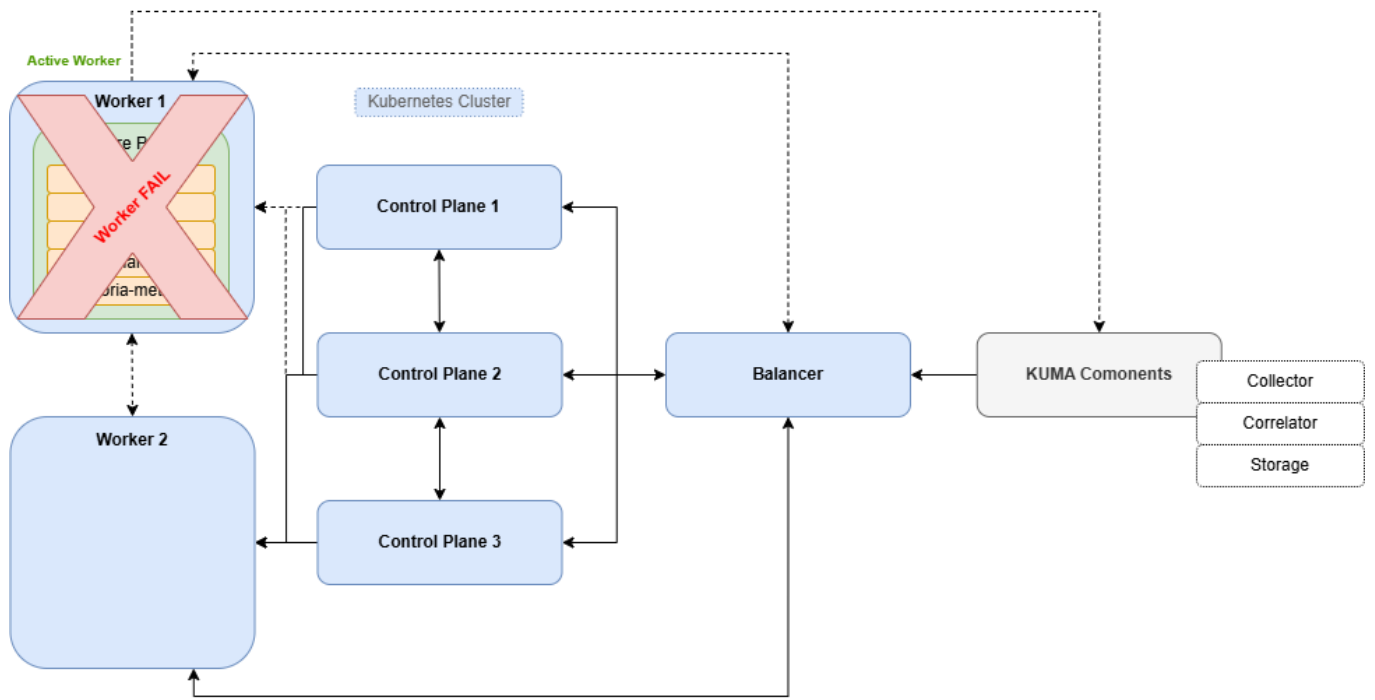 Active Worker
Worker 1
Kubernetes Cluster
Worker FAIL
Control Plane 1
Control Plane 2
Balancer
KUMA Comonents
Collector
Correlator
Storage
Worker 2
Control Plane 3